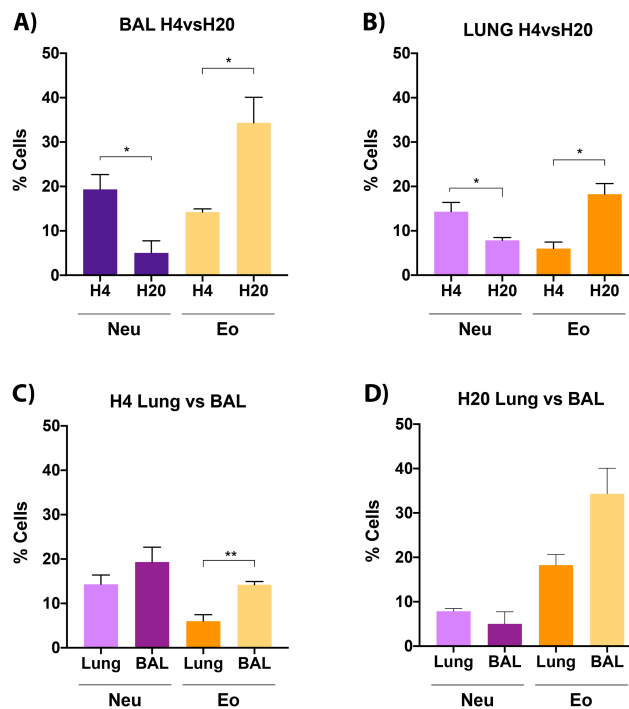 A)
BAL H4vsH20
% Cells
50
40
30
20
10
0
*
*
H4 H20 H4 H20
Neu Eo
B)
LUNG H4vsH20
% Cells
50
40
30
20
10
0
*
*
H4 H20 H4 H20
Neu Eo
C)
H4 Lung vs BAL
% Cells
50
40
30
20
10
0
**
Lung BAL Lung BAL
Neu Eo
D)
H20 Lung vs BAL
% Cells
50
40
30
20
10
0
Lung BAL Lung BAL
Neu Eo